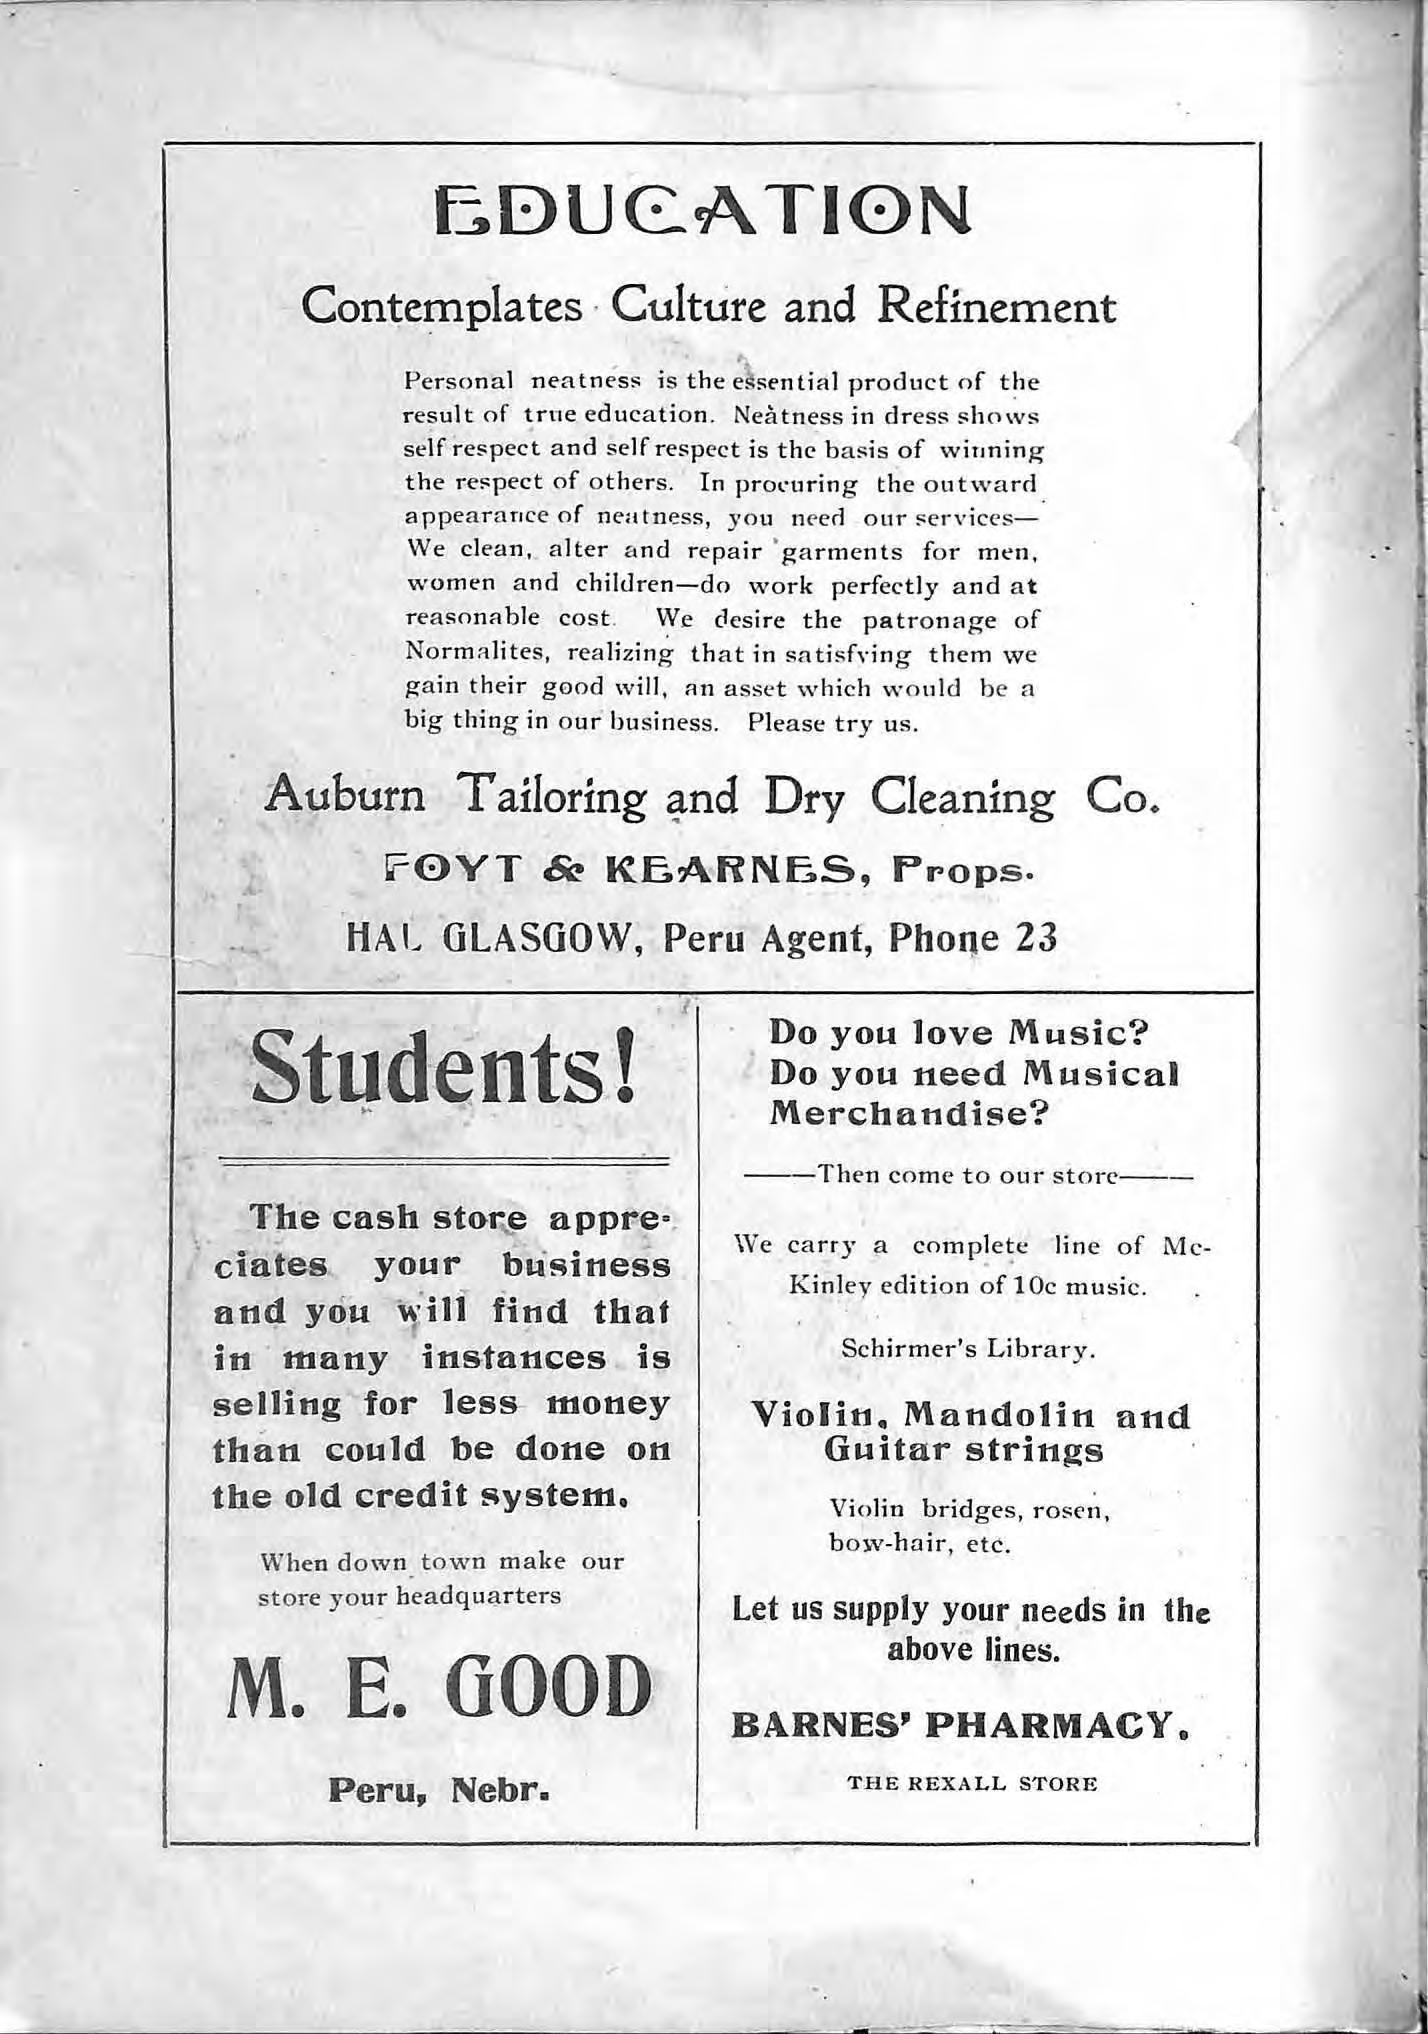 EDUCATION
Contemplates Culture and Refinement
Personal neatness is the essential product of the
result of true education. Neatness in dress shows
self respect and self respect is the basis of winning
the respect of others. In procuring the outward
appearance of neatness, you need our services—
We clean, alter and repair garments for men,
women and children—do work perfectly and at
reasonable cost. We desire the patronage of
Normalites, realizing that in satisfying them we
gain their good will, an asset which would be a
big thing in our business. Please try us.
Auburn Tailoring and Dry Cleaning Co.
FOYT & KEARNES, Props.
HAL GLASGOW, Peru Agent, Phone 23
Students!
The cash store appre-
ciates your business
and you will find that
in many instances is
selling for less money
than could be done on
the old credit system.
When down town make our
store your headquarters
M. E. GOOD
Peru, Nebr.
Do you love Music?
Do you need Musical
Merchandise?
——Then come to our store——
We carry a complete line of Mc-
Kinley edition of 10c music.
Schirmer's Library.
Violin, Mandolin and
Guitar strings
Violin bridges, rosen,
bow-hair, etc.
Let us supply your needs in the
above lines.
BARNES' PHARMACY.
THE REXALL STORE